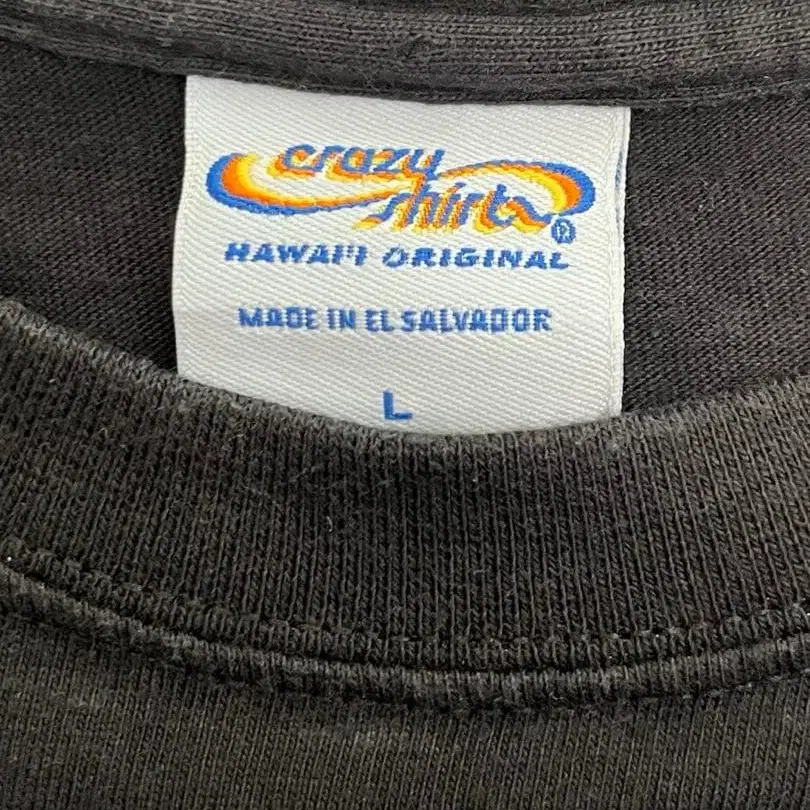 crazy
shirts®
HAWAI'I ORIGINAL
MADE IN EL SALVADOR
L